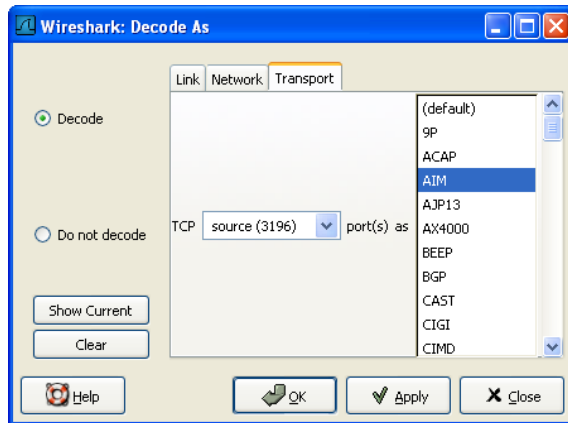 Wireshark: Decode As
Link Network Transport
Decode
Do not decode
Show Current
Clear
TCP source (3196) port(s) as
(default)
9P
ACAP
AIM
AJP13
AX4000
BEEP
BGP
CAST
CIGI
CIMD
Help
OK
Apply
Close